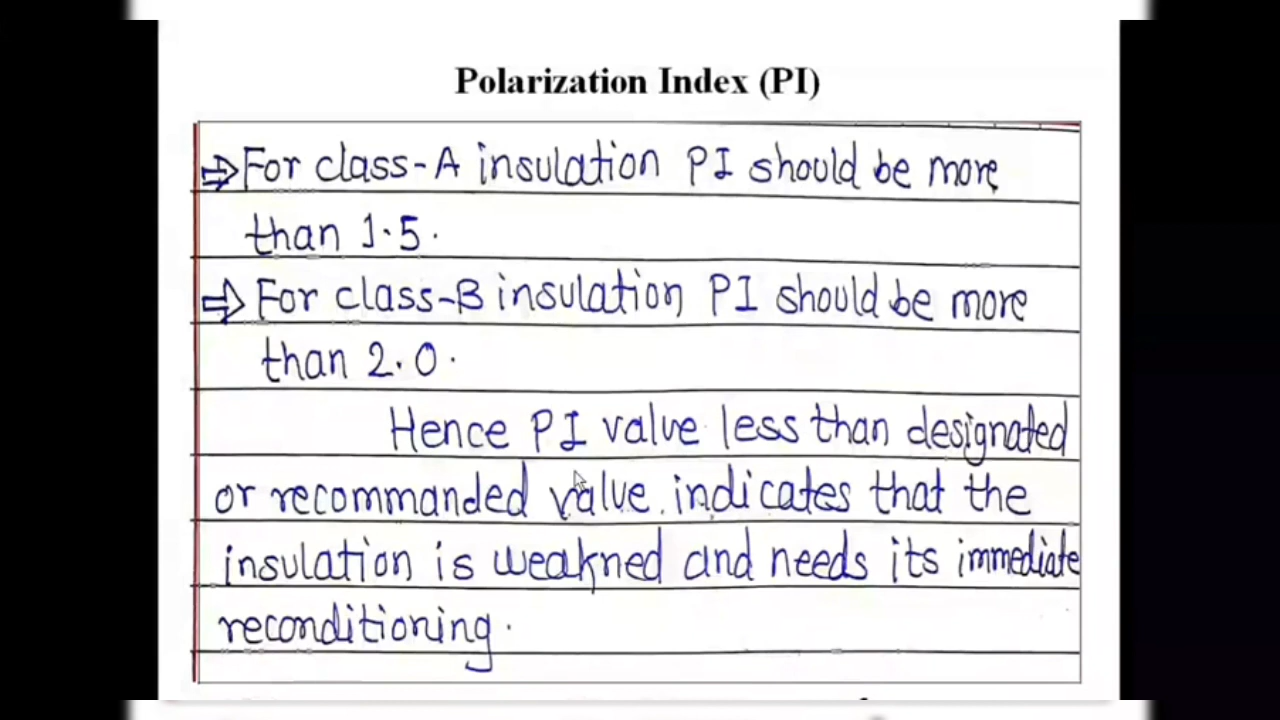 Polarization Index (PI)
⇒ For class-A insulation PI should be more
than 1.5.
⇒ For class-B insulation PI should be more
than 2.0.
Hence PI value less than designated
or recommanded value indicates that the
insulation is weakned and needs its immediate
reconditioning.